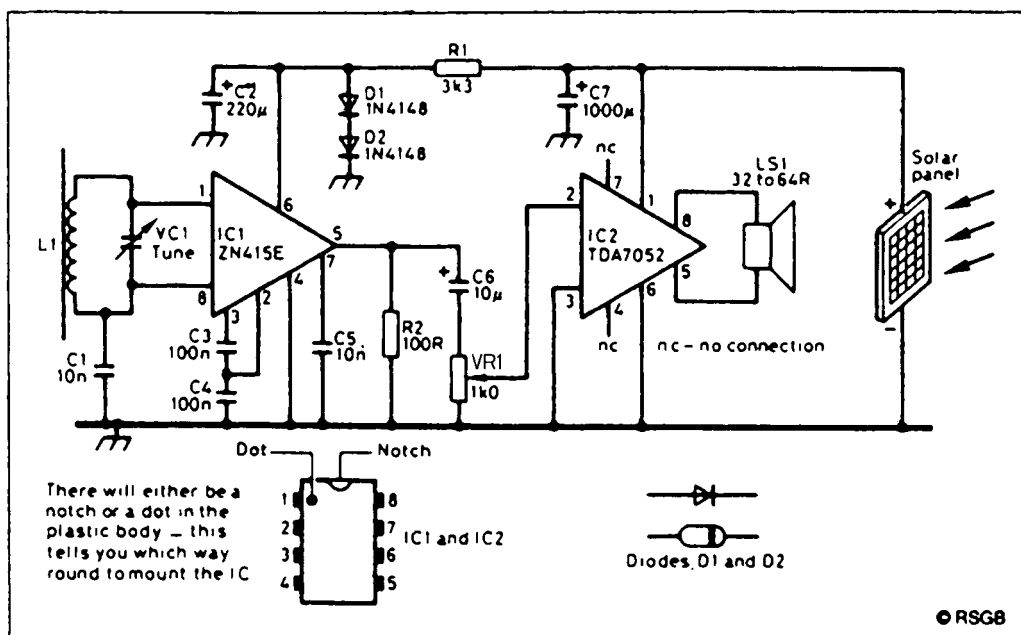 R1
3k3
+
C2
220µ
D1
1N4148
D2
1N4148
+
C7
1000µ
nc
7
1
LS1
32 to 64R
Solar
panel
+
L1
VC1
Tune
1
8
IC1
ZN415E
6
5
7
4
2
3
2
3
IC2
TDA7052
8
5
6
4
nc
nc – no connection
–
C1
10n
C3
100n
C4
100n
C5
10n
R2
100R
+
C6
10µ
VR1
1k0
Dot
Notch
There will either be a
notch or a dot in the
plastic body – this
tells you which way
round to mount the IC
1
2
3
4
8
7
6
5
IC1 and IC2
Diodes, D1 and D2
© RSGB